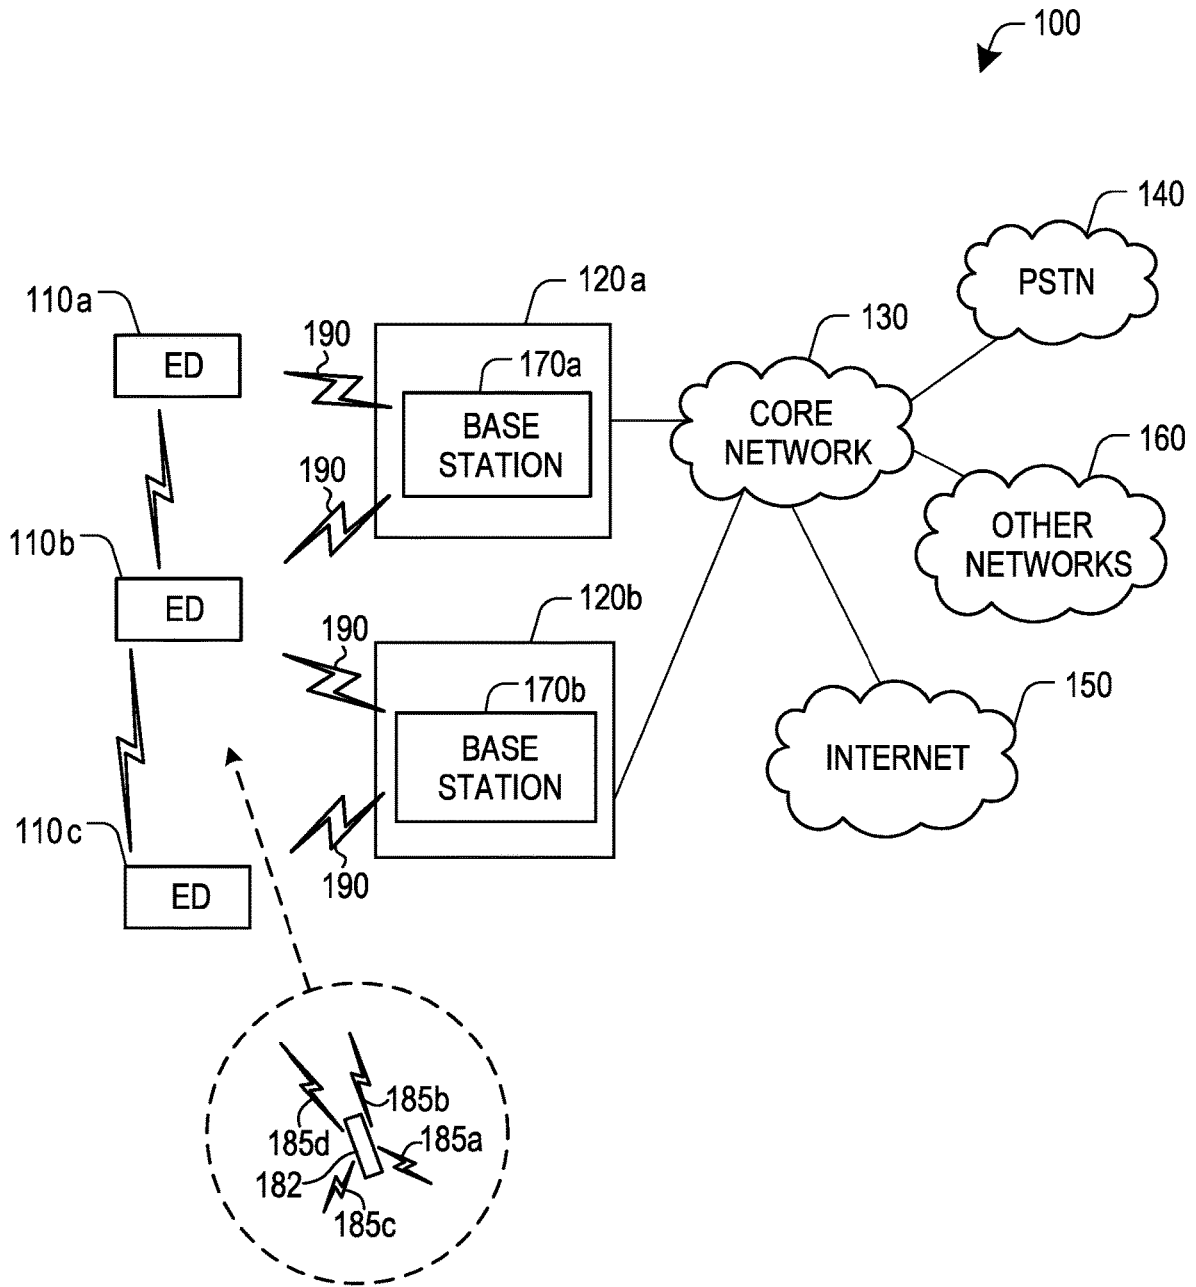 100
140
PSTN
120a
110a
190
130
170a
ED
BASE
STATION
CORE
NETWORK
160
190
OTHER
NETWORKS
110b
ED
120b
190
170b
150
BASE
STATION
INTERNET
110c
190
ED
185b
185d
185a
182
185c